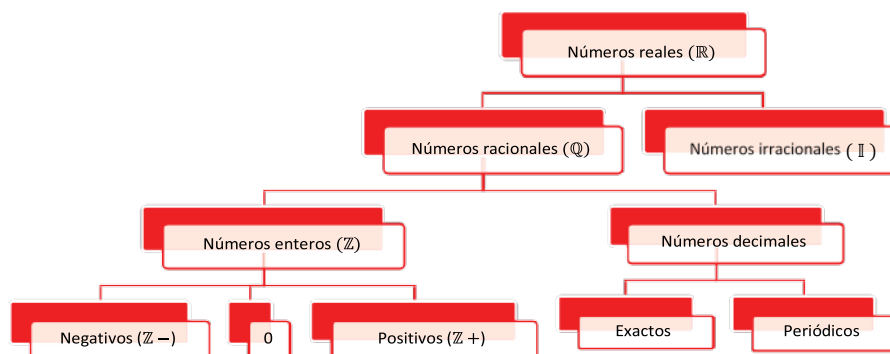 Números reales (ℝ)
Números racionales (ℚ)
Números irracionales ( 𝕀 )
Números enteros (ℤ)
Números decimales
Negativos (ℤ −)
0
Positivos (ℤ +)
Exactos
Periódicos